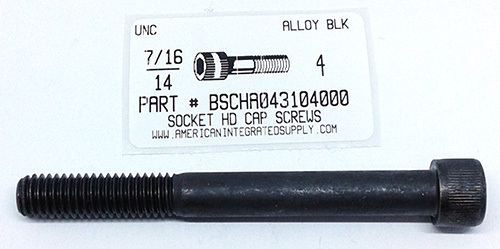 UNC ALLOY BLK
7/16
14 4
PART # BSCHA043104000
SOCKET HD CAP SCREWS
WWW.AMERICANINTEGRATEDSUPPLY.COM